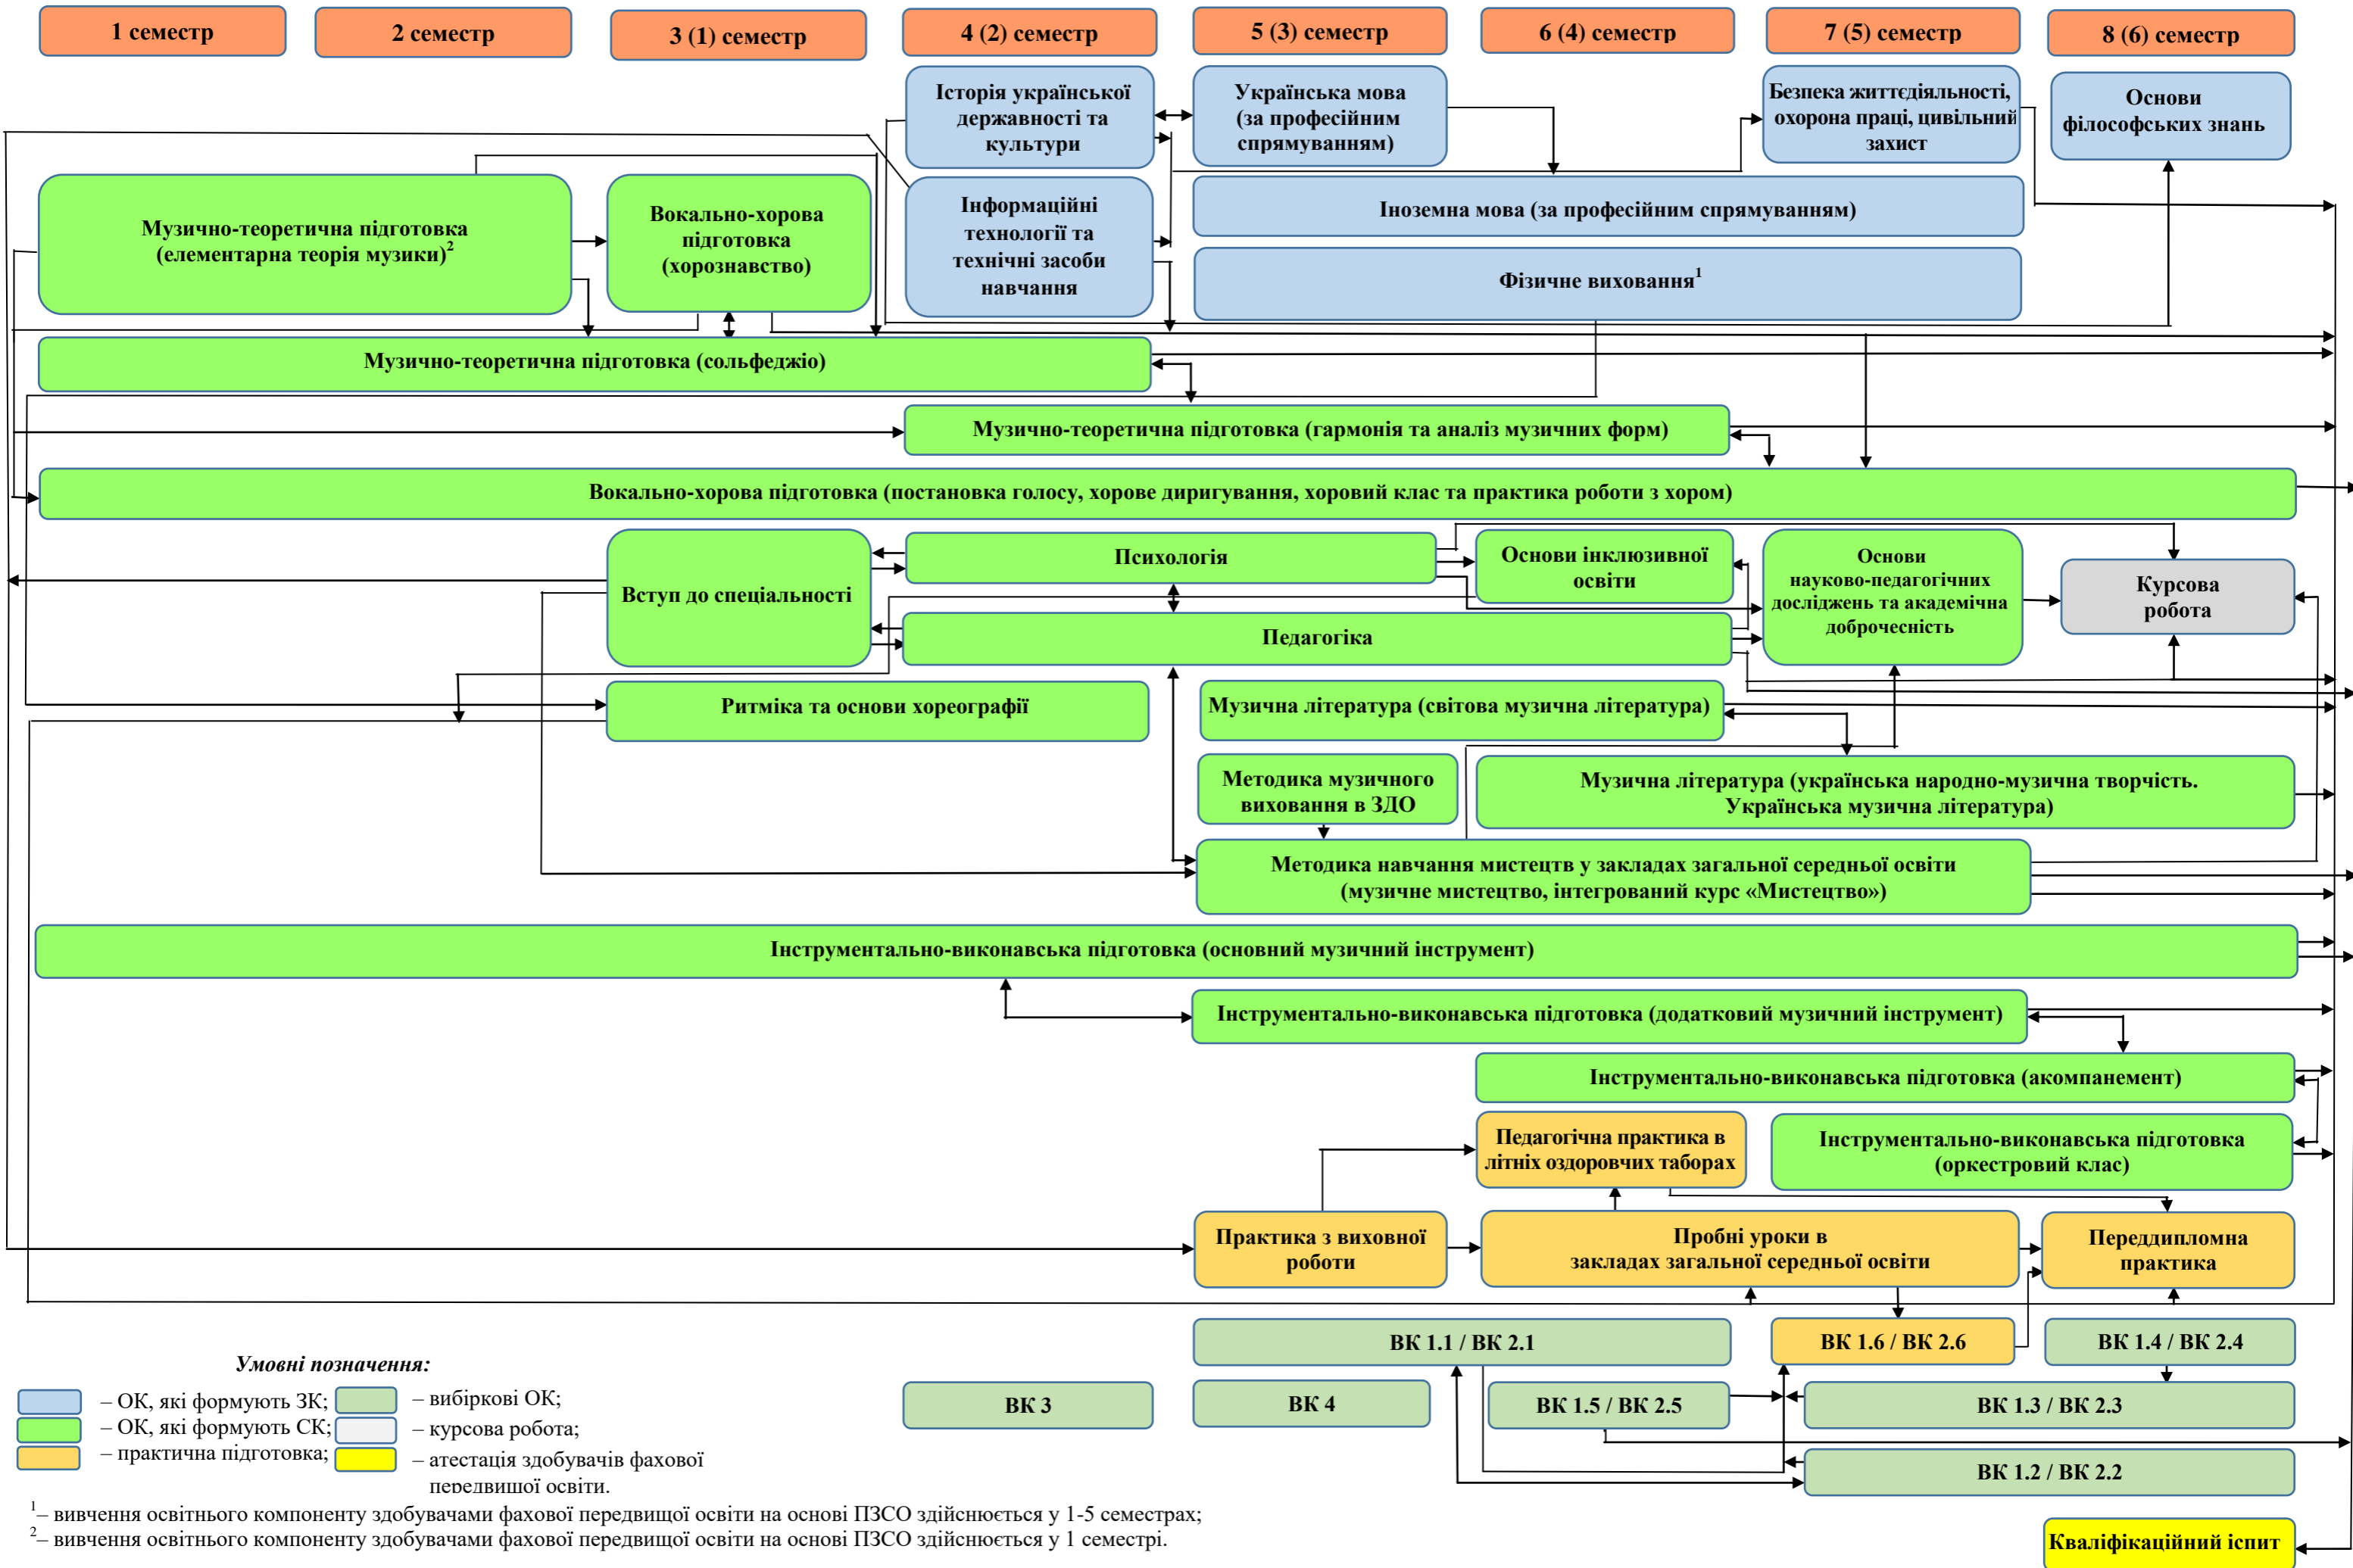 1 семестр
2 семестр
3 (1) семестр
4 (2) семестр
5 (3) семестр
6 (4) семестр
7 (5) семестр
8 (6) семестр
Історія української
державності та
культури
Українська мова
(за професійним
спрямуванням)
Безпека життєдіяльності,
охорона праці, цивільний
захист
Основи
філософських знань
Музично-теоретична підготовка
(елементарна теорія музики)²
Вокально-хорова
підготовка
(хорознавство)
Інформаційні
технології та
технічні засоби
навчання
Іноземна мова (за професійним спрямуванням)
Фізичне виховання¹
Музично-теоретична підготовка (сольфеджіо)
Музично-теоретична підготовка (гармонія та аналіз музичних форм)
Вокально-хорова підготовка (постановка голосу, хорове диригування, хоровий клас та практика роботи з хором)
Вступ до спеціальності
Психологія
Основи інклюзивної
освіти
Основи
науково-педагогічних
досліджень та академічна
доброчесність
Курсова
робота
Педагогіка
Ритміка та основи хореографії
Музична література (світова музична література)
Методика музичного
виховання в ЗДО
Музична література (українська народно-музична творчість.
Українська музична література)
Методика навчання мистецтв у закладах загальної середньої освіти
(музичне мистецтво, інтегрований курс «Мистецтво»)
Інструментально-виконавська підготовка (основний музичний інструмент)
Інструментально-виконавська підготовка (додатковий музичний інструмент)
Інструментально-виконавська підготовка (акомпанемент)
Педагогічна практика в
літніх оздоровчих таборах
Інструментально-виконавська підготовка
(оркестровий клас)
Практика з виховної
роботи
Пробні уроки в
закладах загальної середньої освіти
Переддипломна
практика
ВК 1.1 / ВК 2.1
ВК 1.6 / ВК 2.6
ВК 1.4 / ВК 2.4
ВК 3
ВК 4
ВК 1.5 / ВК 2.5
ВК 1.3 / ВК 2.3
ВК 1.2 / ВК 2.2
Умовні позначення:
– ОК, які формують ЗК;
– ОК, які формують СК;
– практична підготовка;
– вибіркові ОК;
– курсова робота;
– атестація здобувачів фахової
передвищої освіти.
¹– вивчення освітнього компоненту здобувачами фахової передвищої освіти на основі ПЗСО здійснюється у 1-5 семестрах;
²– вивчення освітнього компоненту здобувачами фахової передвищої освіти на основі ПЗСО здійснюється у 1 семестрі.
Кваліфікаційний іспит